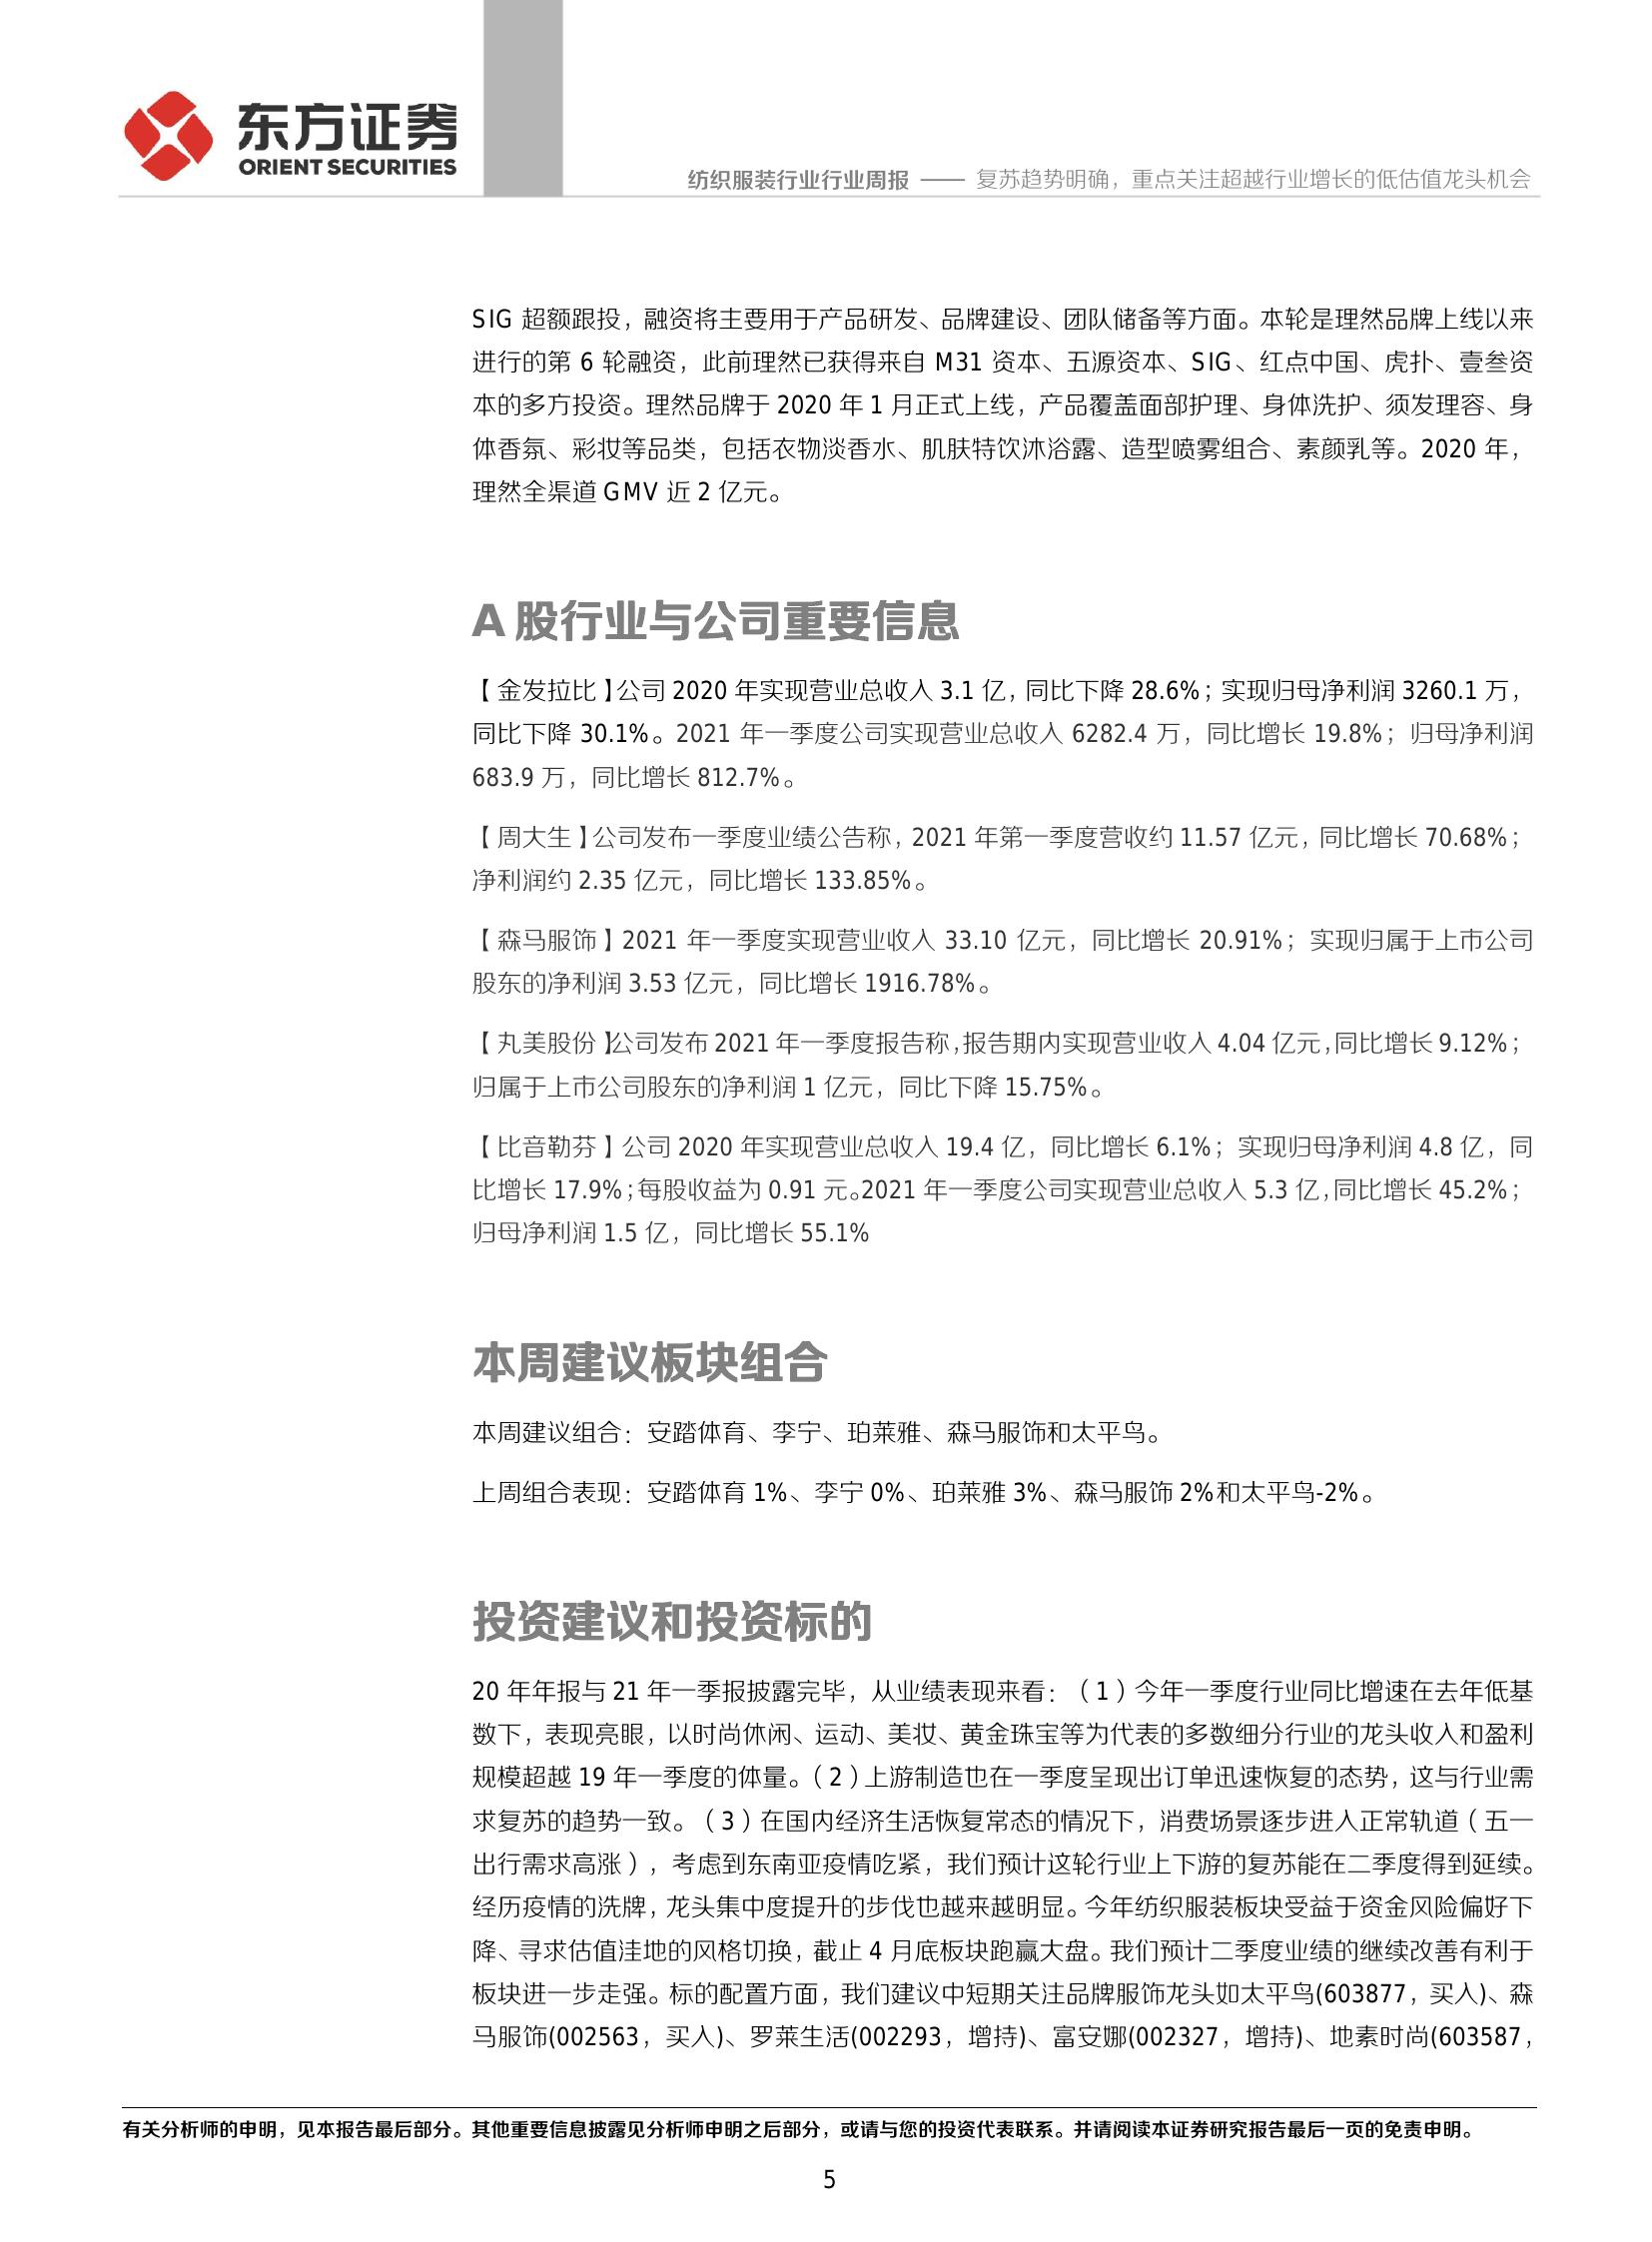 东方证券
ORIENT SECURITIES
纺织服装行业行业周报 —— 复苏趋势明确，重点关注超越行业增长的低估值龙头机会
SIG 超额跟投，融资将主要用于产品研发、品牌建设、团队储备等方面。本轮是理然品牌上线以来
进行的第 6 轮融资，此前理然已获得来自 M31 资本、五源资本、SIG、红点中国、虎扑、壹叁资
本的多方投资。理然品牌于 2020 年 1 月正式上线，产品覆盖面部护理、身体洗护、须发理容、身
体香氛、彩妆等品类，包括衣物淡香水、肌肤特饮沐浴露、造型喷雾组合、素颜乳等。2020 年，
理然全渠道 GMV 近 2 亿元。
A 股行业与公司重要信息
【金发拉比】公司 2020 年实现营业总收入 3.1 亿，同比下降 28.6%；实现归母净利润 3260.1 万，
同比下降 30.1%。2021 年一季度公司实现营业总收入 6282.4 万，同比增长 19.8%；归母净利润
683.9 万，同比增长 812.7%。
【周大生】公司发布一季度业绩公告称，2021 年第一季度营收约 11.57 亿元，同比增长 70.68%；
净利润约 2.35 亿元，同比增长 133.85%。
【森马服饰】2021 年一季度实现营业收入 33.10 亿元，同比增长 20.91%；实现归属于上市公司
股东的净利润 3.53 亿元，同比增长 1916.78%。
【丸美股份】公司发布 2021 年一季度报告称，报告期内实现营业收入 4.04 亿元，同比增长 9.12%；
归属于上市公司股东的净利润 1 亿元，同比下降 15.75%。
【比音勒芬】公司 2020 年实现营业总收入 19.4 亿，同比增长 6.1%；实现归母净利润 4.8 亿，同
比增长 17.9%；每股收益为 0.91 元。2021 年一季度公司实现营业总收入 5.3 亿，同比增长 45.2%；
归母净利润 1.5 亿，同比增长 55.1%
本周建议板块组合
本周建议组合：安踏体育、李宁、珀莱雅、森马服饰和太平鸟。
上周组合表现：安踏体育 1%、李宁 0%、珀莱雅 3%、森马服饰 2%和太平鸟-2%。
投资建议和投资标的
20 年年报与 21 年一季报披露完毕，从业绩表现来看：（1）今年一季度行业同比增速在去年低基
数下，表现亮眼，以时尚休闲、运动、美妆、黄金珠宝等为代表的多数细分行业的龙头收入和盈利
规模超越 19 年一季度的体量。（2）上游制造也在一季度呈现出订单迅速恢复的态势，这与行业需
求复苏的趋势一致。（3）在国内经济生活恢复常态的情况下，消费场景逐步进入正常轨道（五一
出行需求高涨），考虑到东南亚疫情吃紧，我们预计这轮行业上下游的复苏能在二季度得到延续。
经历疫情的洗牌，龙头集中度提升的步伐也越来越明显。今年纺织服装板块受益于资金风险偏好下
降、寻求估值洼地的风格切换，截止 4 月底板块跑赢大盘。我们预计二季度业绩的继续改善有利于
板块进一步走强。标的配置方面，我们建议中短期关注品牌服饰龙头如太平鸟(603877，买入)、森
马服饰(002563，买入)、罗莱生活(002293，增持)、富安娜(002327，增持)、地素时尚(603587，
有关分析师的申明，见本报告最后部分。其他重要信息披露见分析师申明之后部分，或请与您的投资代表联系。并请阅读本证券研究报告最后一页的免责申明。
5